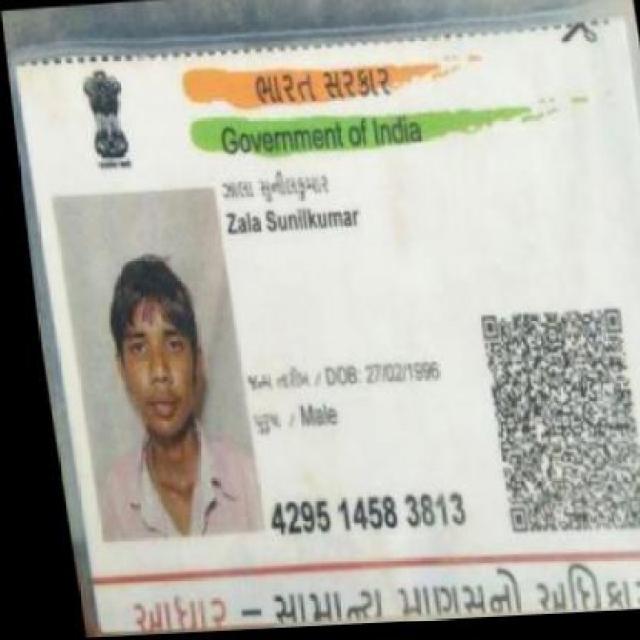 ભારત સરકાર
Government of India
ઝાલા સુનીલકુમાર
Zala Sunilkumar
જન્મ તારીખ / DOB: 27/02/1996
પુરુષ / Male
4295 1458 3813
આધાર – સામાન્ય માણસનો અધિકાર